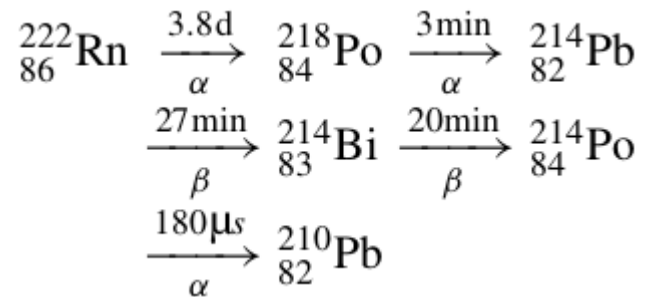 ²²²₈₆Rn —3.8d/α→ ²¹⁸₈₄Po —3min/α→ ²¹⁴₈₂Pb
—27min/β→ ²¹⁴₈₃Bi —20min/β→ ²¹⁴₈₄Po
—180μs/α→ ²¹⁰₈₂Pb